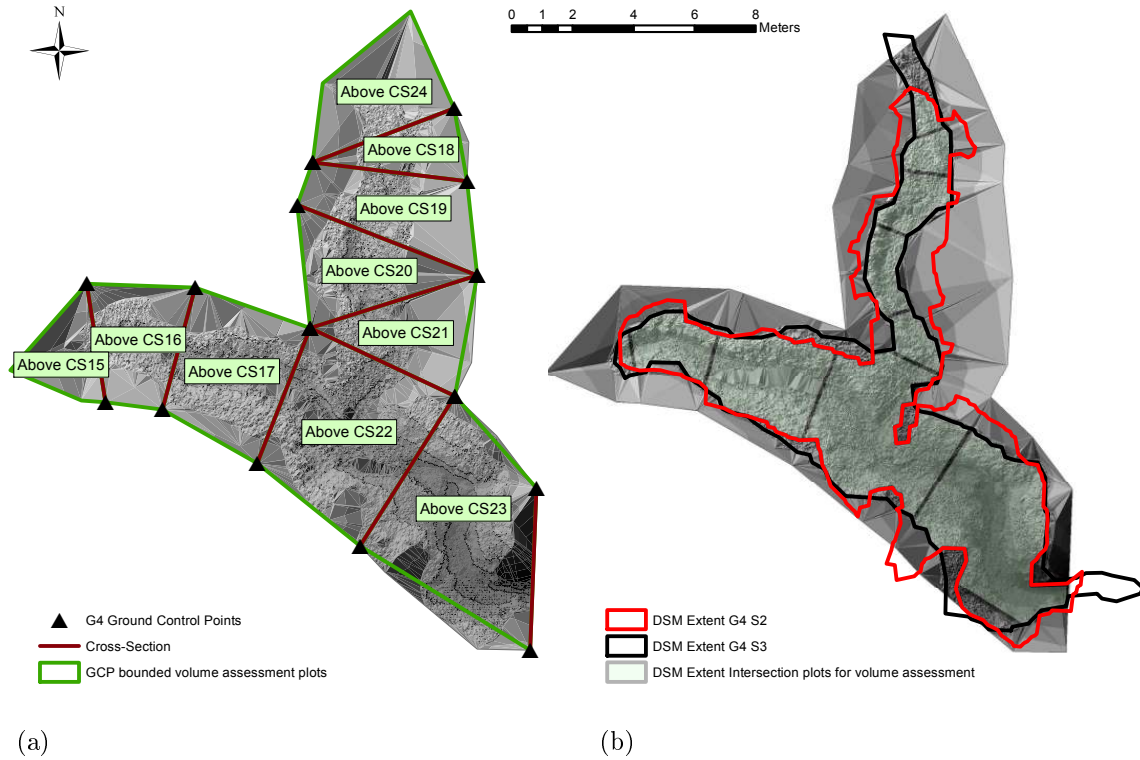 N
0 1 2 4 6 8
Meters
Above CS24
Above CS18
Above CS19
Above CS20
Above CS21
Above CS16
Above CS15
Above CS17
Above CS22
Above CS23
G4 Ground Control Points
Cross-Section
GCP bounded volume assessment plots
DSM Extent G4 S2
DSM Extent G4 S3
DSM Extent Intersection plots for volume assessment
(a)
(b)